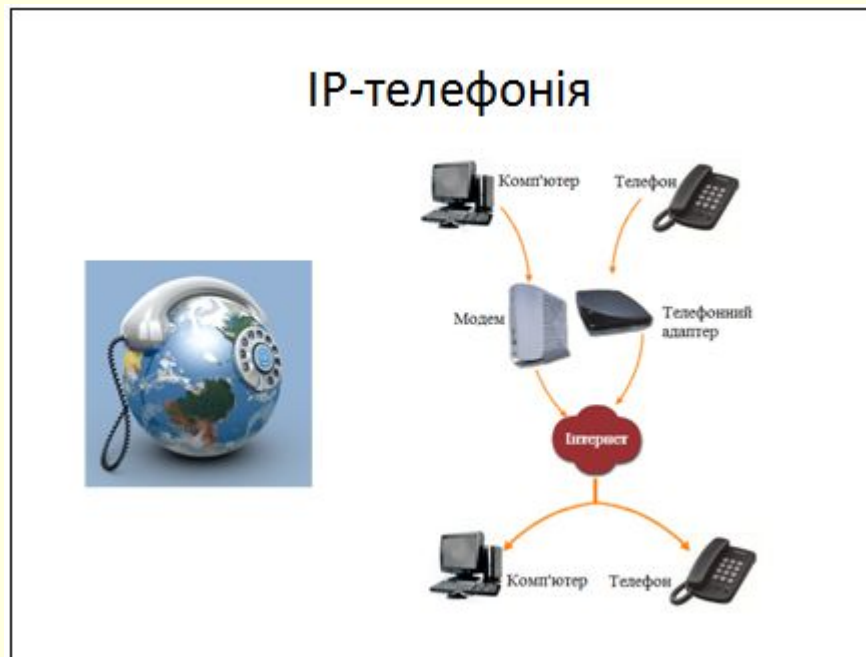 IP-телефонія
Комп'ютер
Телефон
Модем
Телефонний
адаптер
Інтернет
Комп'ютер
Телефон